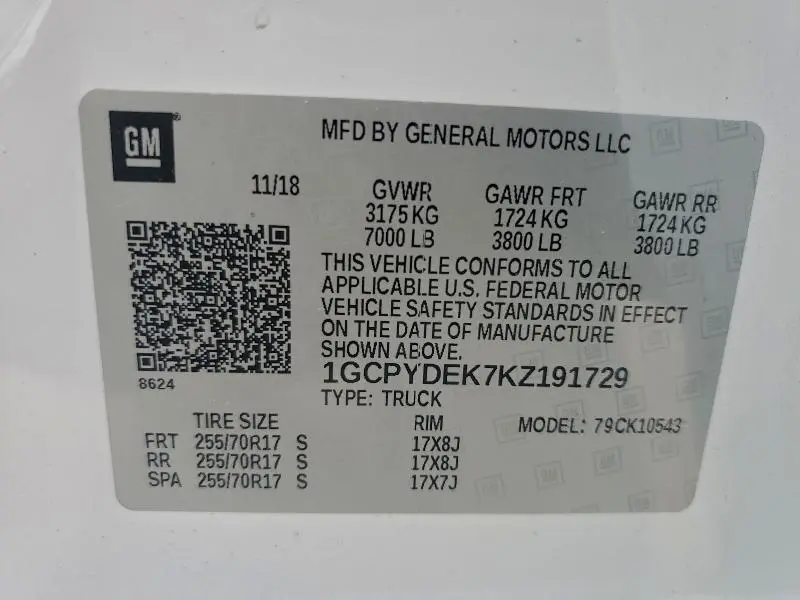 GM
MFD BY GENERAL MOTORS LLC
11/18 GVWR GAWR FRT GAWR RR
3175 KG 1724 KG 1724 KG
7000 LB 3800 LB 3800 LB
THIS VEHICLE CONFORMS TO ALL
APPLICABLE U.S. FEDERAL MOTOR
VEHICLE SAFETY STANDARDS IN EFFECT
ON THE DATE OF MANUFACTURE
SHOWN ABOVE.
8624
1GCPYDEK7KZ191729
TYPE: TRUCK
TIRE SIZE RIM MODEL: 79CK10543
FRT 255/70R17 S 17X8J
RR 255/70R17 S 17X8J
SPA 255/70R17 S 17X7J